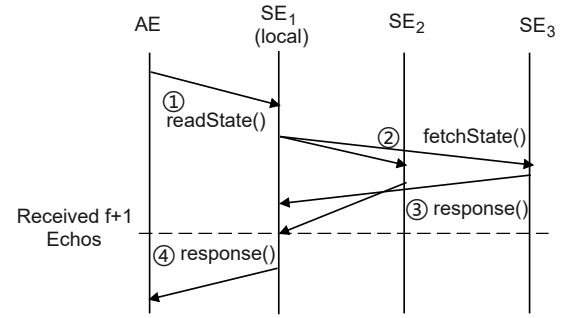 AE
SE₁
(local)
SE₂
SE₃
①
readState()
②
fetchState()
③ response()
Received f+1
Echos
④ response()